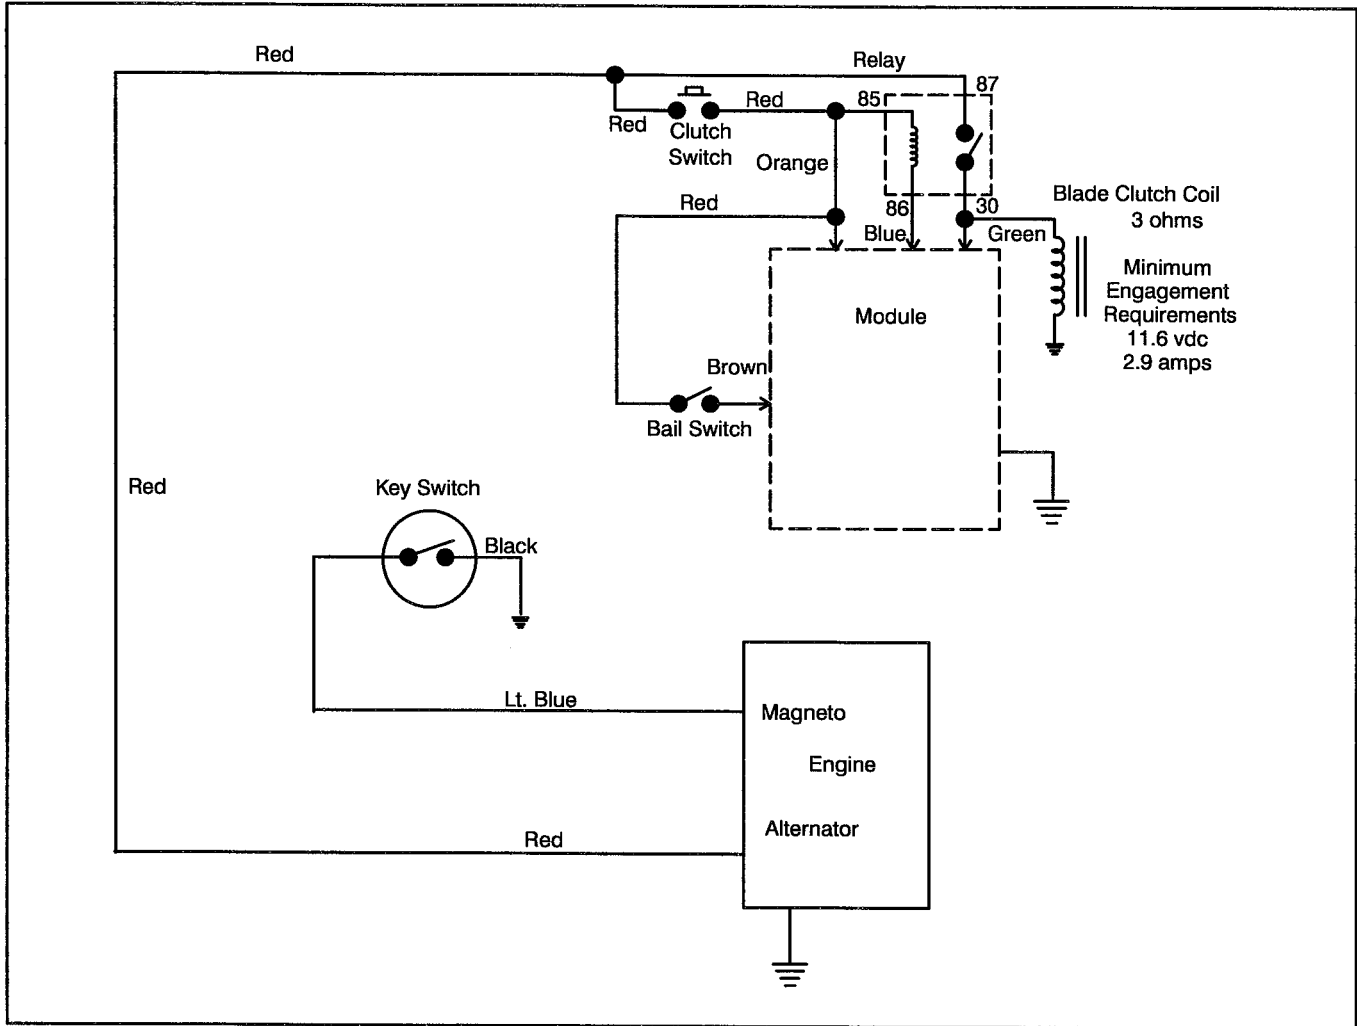 Red
Relay
87
85
Red
Red
Clutch
Switch
Orange
Blade Clutch Coil
3 ohms
Red
86
30
Blue
Green
Minimum
Engagement
Requirements
11.6 vdc
2.9 amps
Module
Brown
Bail Switch
Red
Key Switch
Black
Lt. Blue
Magneto
Engine
Alternator
Red